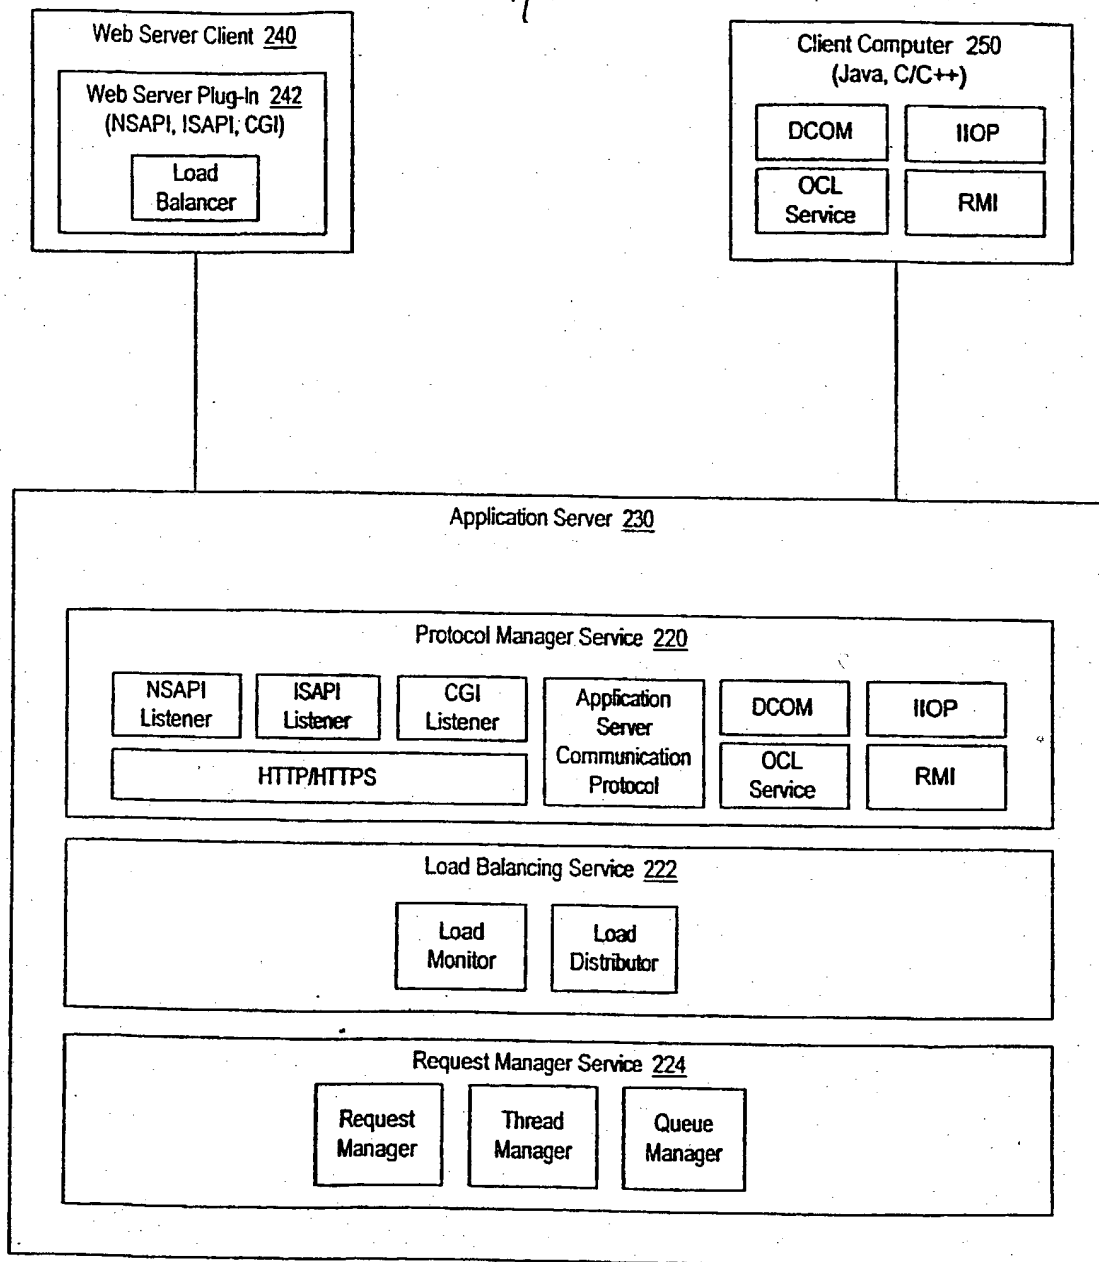 Web Server Client 240
Web Server Plug-In 242
(NSAPI, ISAPI, CGI)
Load
Balancer
Client Computer 250
(Java, C/C++)
DCOM
IIOP
OCL
Service
RMI
Application Server 230
Protocol Manager Service 220
NSAPI
Listener
ISAPI
Listener
CGI
Listener
HTTP/HTTPS
Application
Server
Communication
Protocol
DCOM
IIOP
OCL
Service
RMI
Load Balancing Service 222
Load
Monitor
Load
Distributor
Request Manager Service 224
Request
Manager
Thread
Manager
Queue
Manager